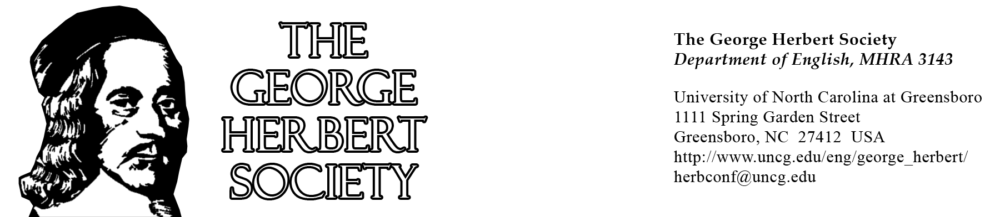 THE
GEORGE
HERBERT
SOCIETY
The George Herbert Society
Department of English, MHRA 3143
University of North Carolina at Greensboro
1111 Spring Garden Street
Greensboro, NC  27412  USA
http://www.uncg.edu/eng/george_herbert/
herbconf@uncg.edu